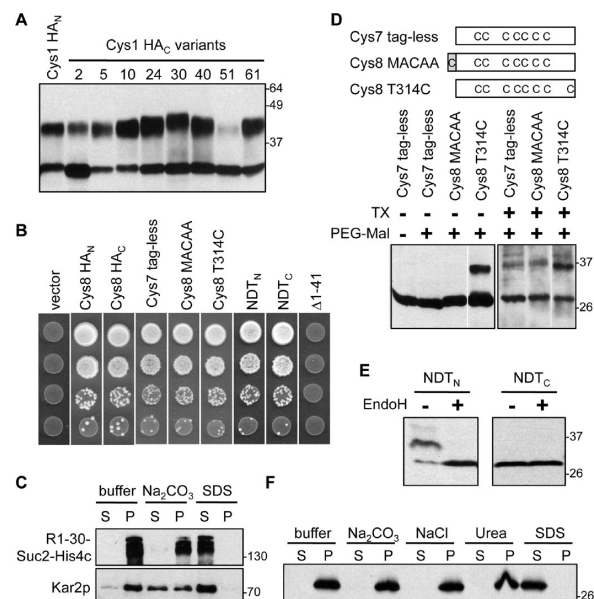 A
Cys1 HAN
Cys1 HAC variants
2 5 10 24 30 40 51 61
64
49
37
B
vector
Cys8 HAN
Cys8 HAC
Cys7 tag-less
Cys8 MACAA
Cys8 T314C
NDTN
NDTC
Δ1-41
C
buffer Na2CO3 SDS
S P S P S P
R1-30-
Suc2-His4c
130
Kar2p
70
D
Cys7 tag-less CC C CCC C
Cys8 MACAA C CC C CCC C
Cys8 T314C CC C CCC C C
Cys7 tag-less
Cys7 tag-less
Cys8 MACAA
Cys8 T314C
Cys7 tag-less
Cys8 MACAA
Cys8 T314C
TX - - - - + + +
PEG-Mal - + + + + + +
37
26
E
NDTN NDTC
EndoH - + - +
37
26
F
buffer Na2CO3 NaCl Urea SDS
S P S P S P S P S P
26